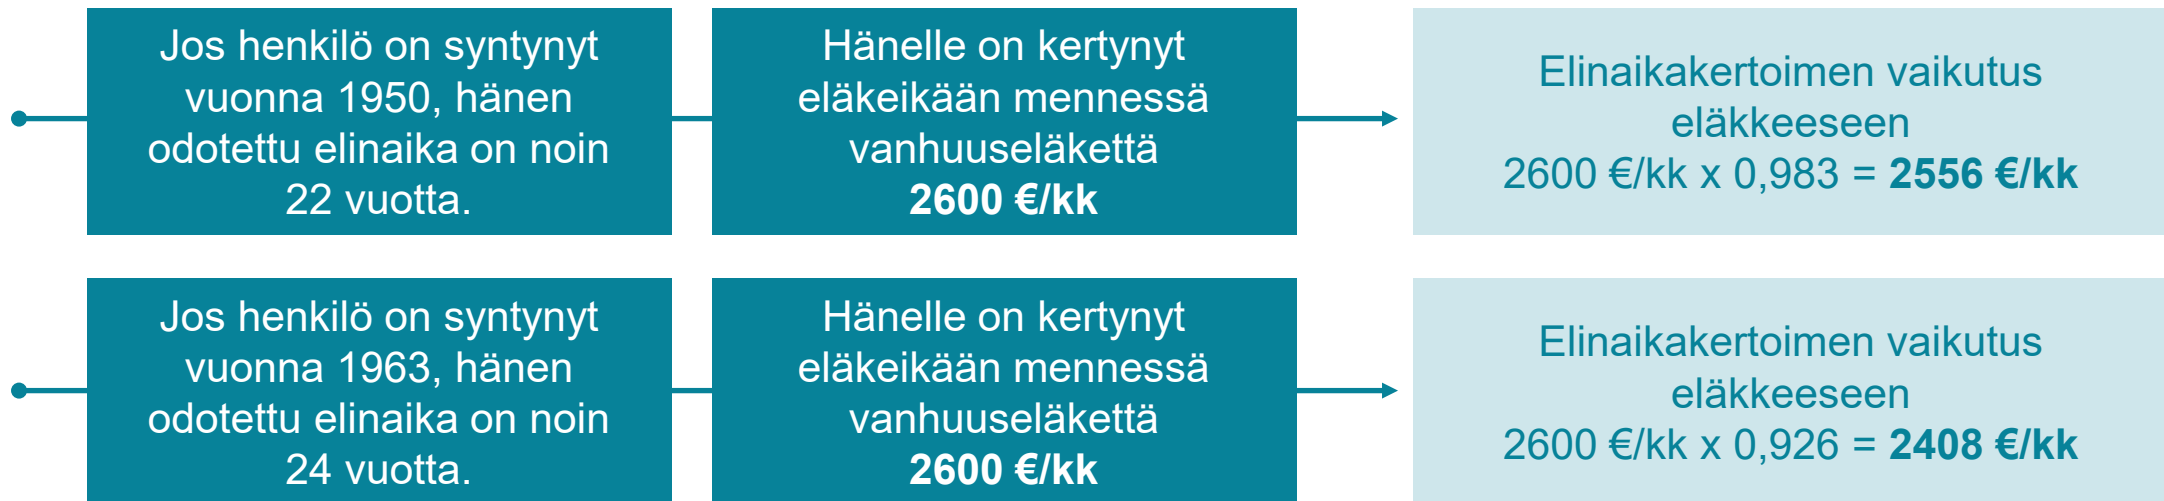 Jos henkilö on syntynyt
vuonna 1950, hänen
odotettu elinaika on noin
22 vuotta.
Hänelle on kertynyt
eläkeikään mennessä
vanhuuseläkettä
2600 €/kk
Elinaikakertoimen vaikutus
eläkkeeseen
2600 €/kk x 0,983 = 2556 €/kk
Jos henkilö on syntynyt
vuonna 1963, hänen
odotettu elinaika on noin
24 vuotta.
Hänelle on kertynyt
eläkeikään mennessä
vanhuuseläkettä
2600 €/kk
Elinaikakertoimen vaikutus
eläkkeeseen
2600 €/kk x 0,926 = 2408 €/kk